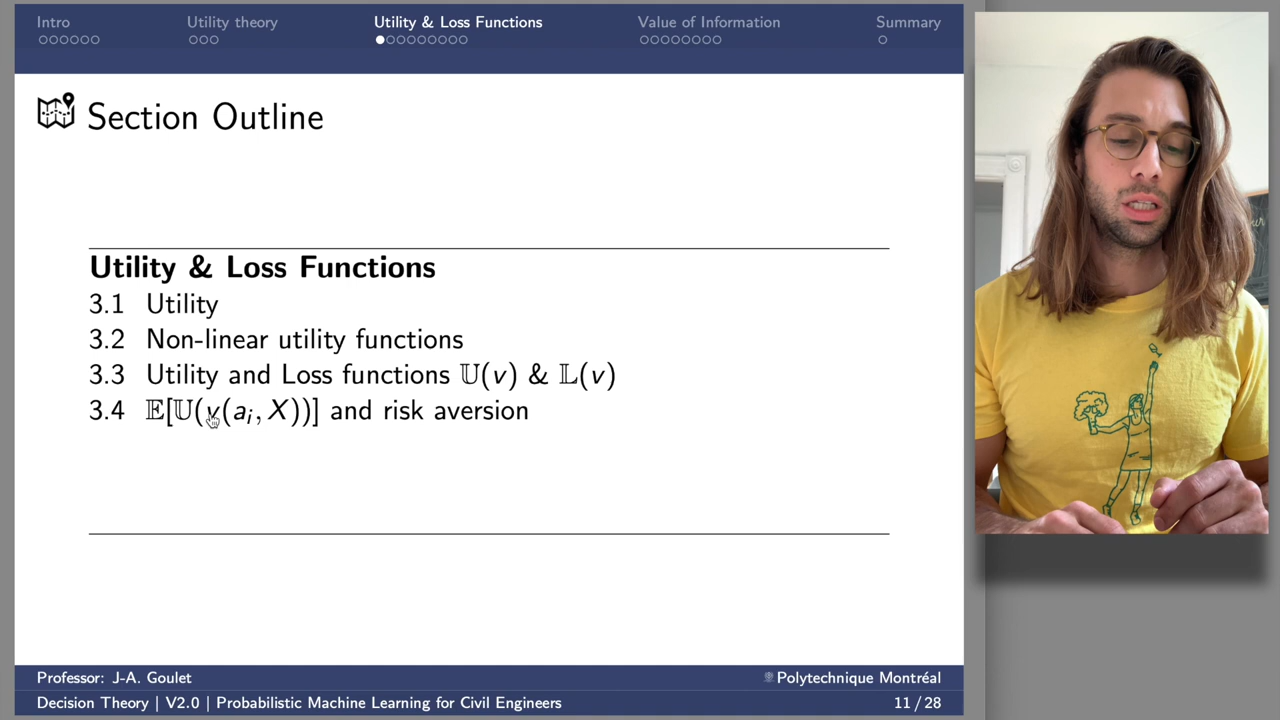 Intro Utility theory Utility & Loss Functions Value of Information Summary
Section Outline
Utility & Loss Functions
3.1 Utility
3.2 Non-linear utility functions
3.3 Utility and Loss functions 𝕌(v) & 𝕃(v)
3.4 𝔼[𝕌(v(aᵢ, X))] and risk aversion
Professor: J-A. Goulet Polytechnique Montréal
Decision Theory | V2.0 | Probabilistic Machine Learning for Civil Engineers 11 / 28